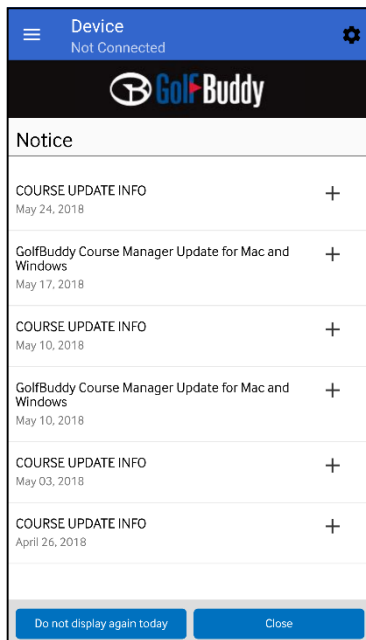 Device
Not Connected
GolfBuddy
Notice
COURSE UPDATE INFO
May 24, 2018
GolfBuddy Course Manager Update for Mac and
Windows
May 17, 2018
COURSE UPDATE INFO
May 10, 2018
GolfBuddy Course Manager Update for Mac and
Windows
May 10, 2018
COURSE UPDATE INFO
May 03, 2018
COURSE UPDATE INFO
April 26, 2018
Do not display again today
Close